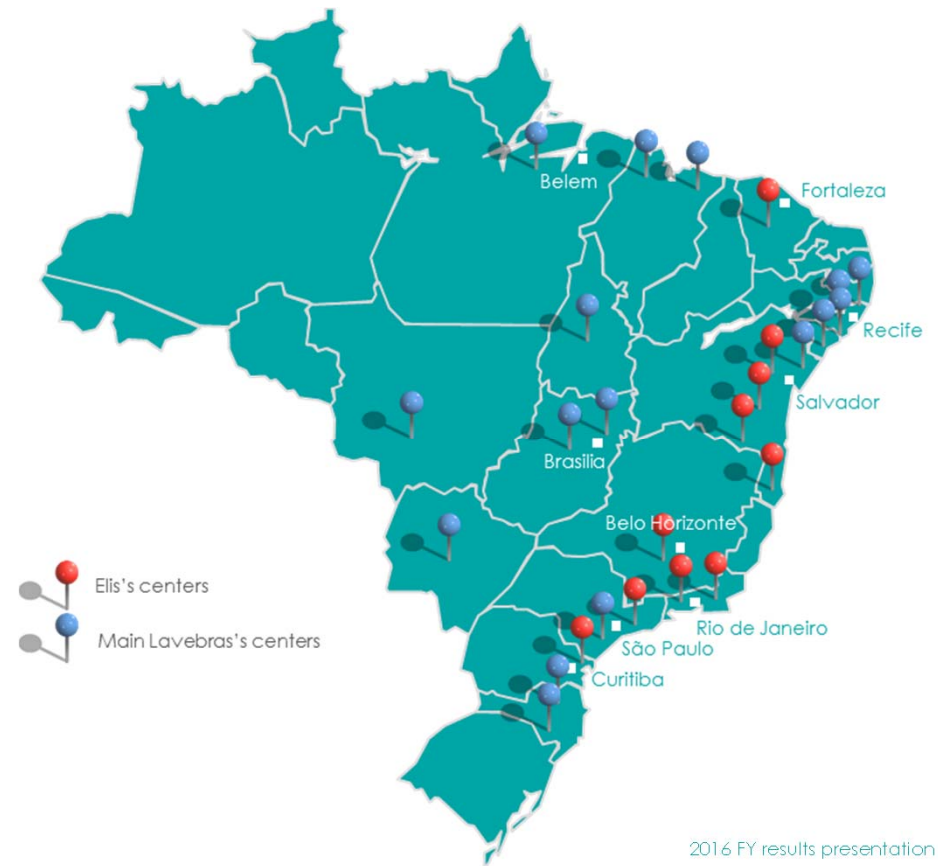 Belem
Fortaleza
Recife
Salvador
Brasilia
Belo Horizonte
Elis's centers
Main Lavebras's centers
Rio de Janeiro
São Paulo
Curitiba
2016 FY results presentation